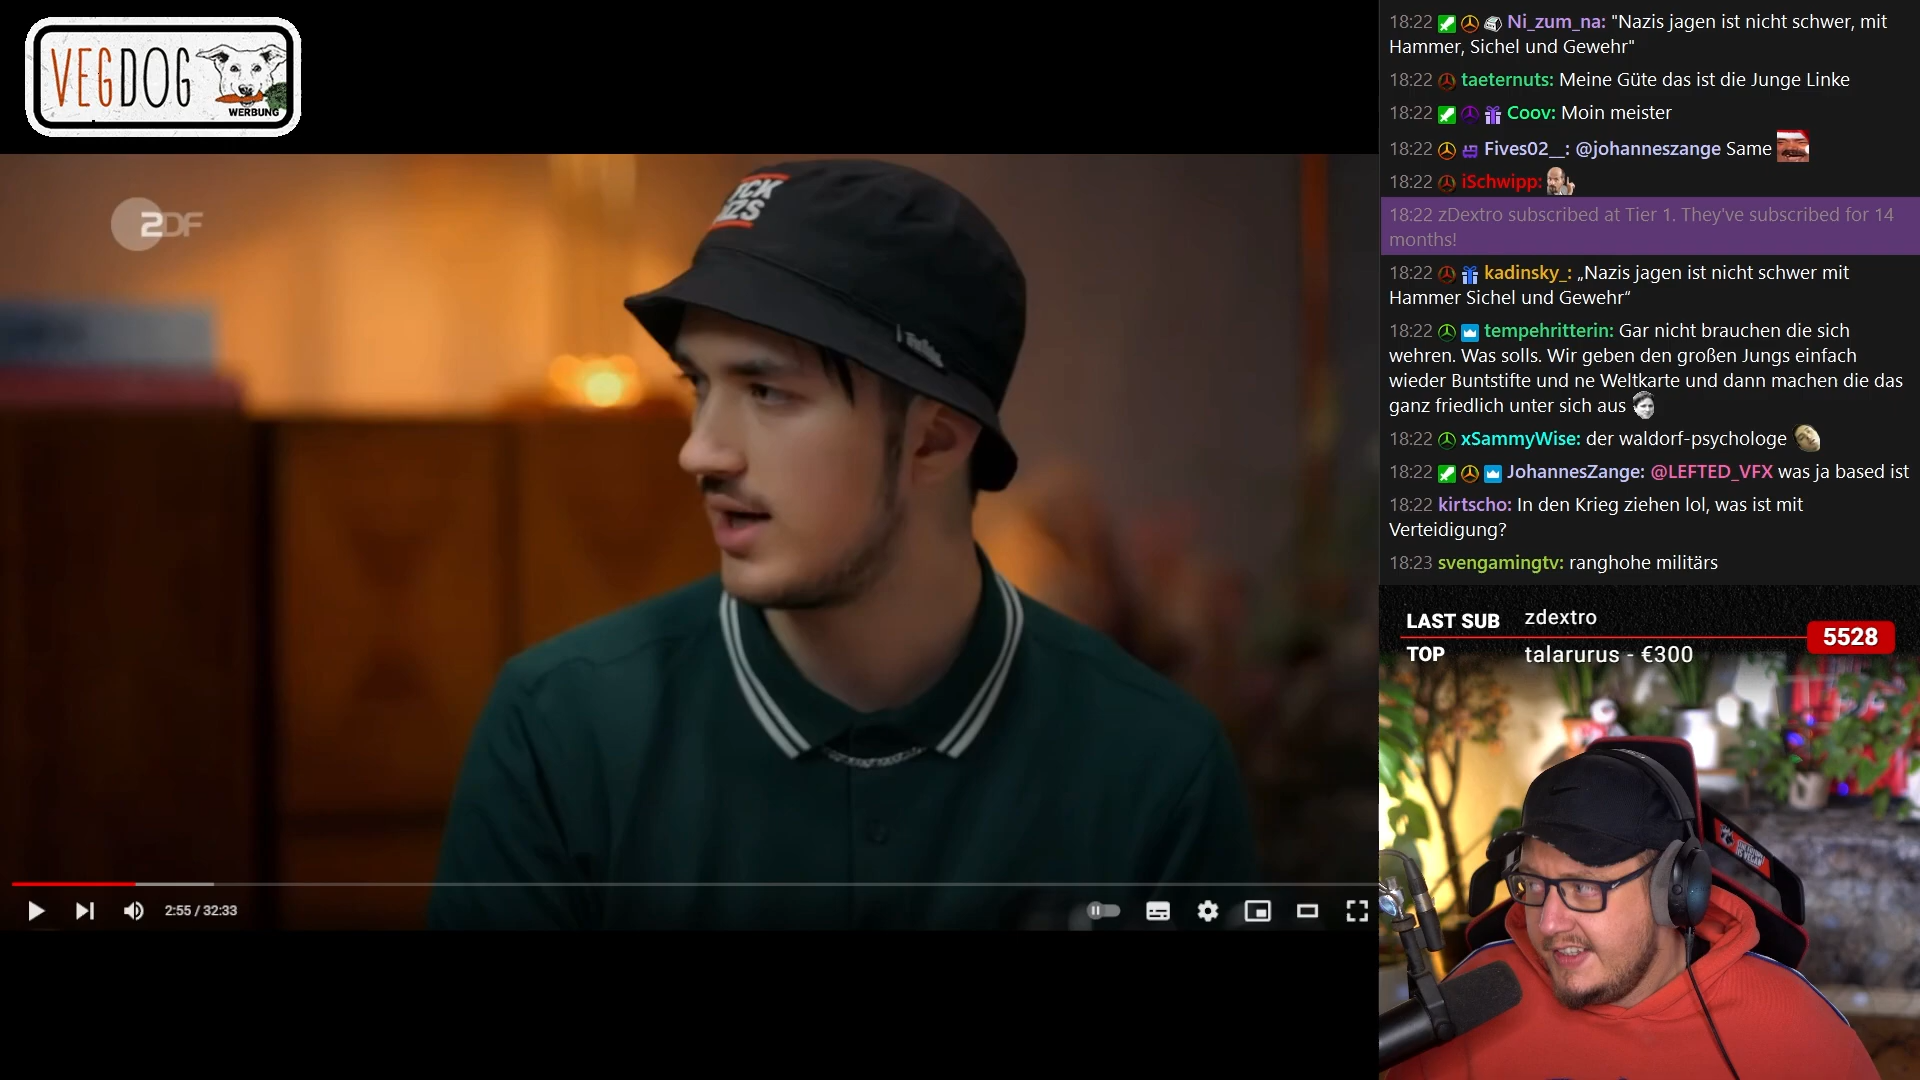 VEGDOG
WERBUNG
ZDF
2:55 / 32:33
18:22 Ni_zum_na: "Nazis jagen ist nicht schwer, mit
Hammer, Sichel und Gewehr"
18:22 taeternuts: Meine Güte das ist die Junge Linke
18:22 Coov: Moin meister
18:22 Fives02__: @johanneszange Same
18:22 iSchwipp:
18:22 zDextro subscribed at Tier 1. They've subscribed for 14
months!
18:22 kadinsky_: „Nazis jagen ist nicht schwer mit
Hammer Sichel und Gewehr“
18:22 tempehritterin: Gar nicht brauchen die sich
wehren. Was solls. Wir geben den großen Jungs einfach
wieder Buntstifte und ne Weltkarte und dann machen die das
ganz friedlich unter sich aus
18:22 xSammyWise: der waldorf-psychologe
18:22 JohannesZange: @LEFTED_VFX was ja based ist
18:22 kirtscho: In den Krieg ziehen lol, was ist mit
Verteidigung?
18:23 svengamingtv: ranghohe militärs
LAST SUB zdextro
5528
TOP talarurus - €300